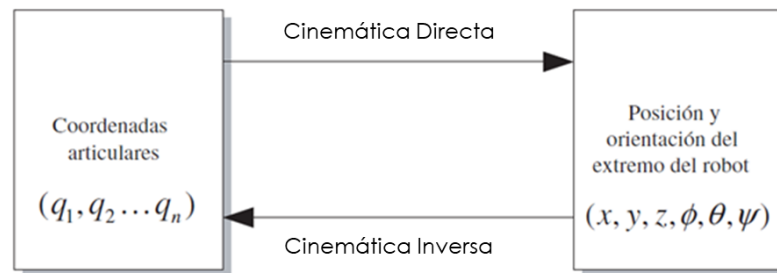 Cinemática Directa
Coordenadas
articulares
(q₁, q₂ … qₙ)
Posición y
orientación del
extremo del robot
(x, y, z, ϕ, θ, ψ)
Cinemática Inversa